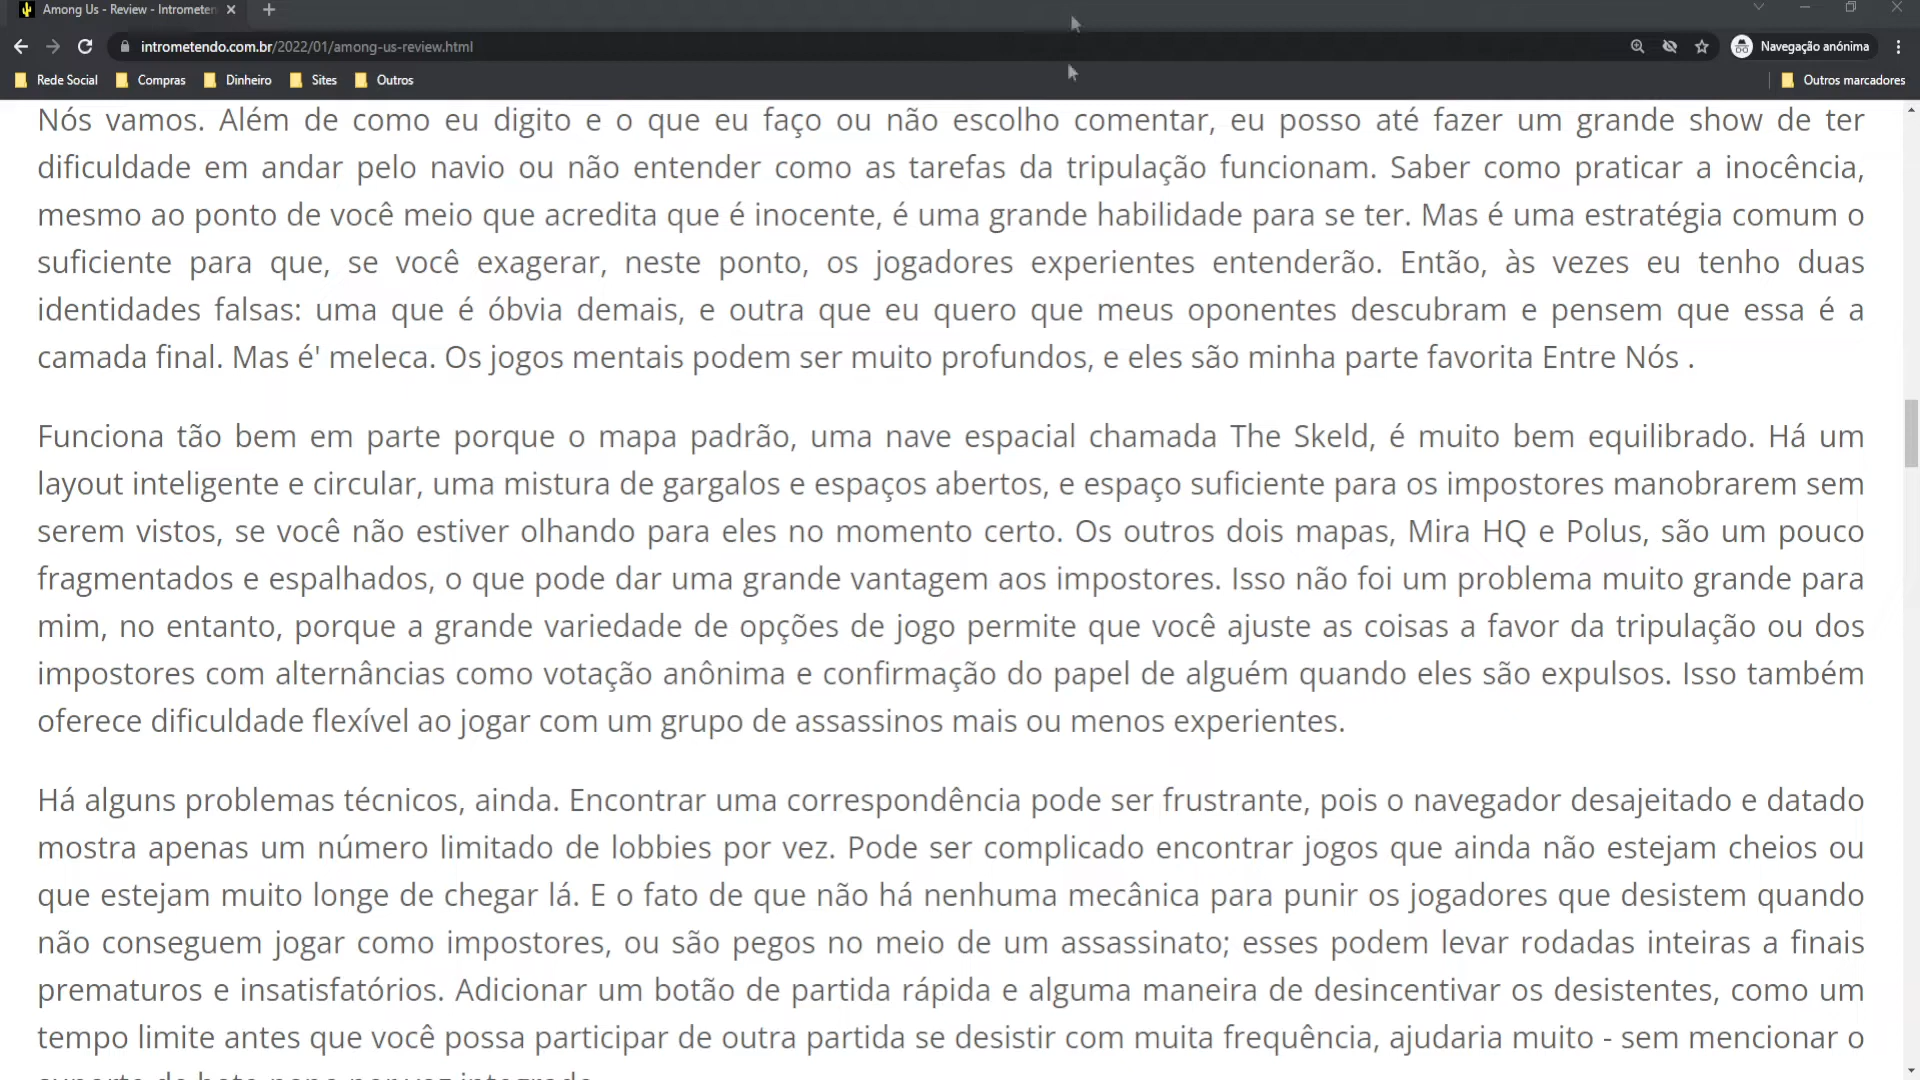 Among Us - Review - Intrometen
intrometendo.com.br/2022/01/among-us-review.html
Navegação anónima
Rede Social Compras Dinheiro Sites Outros Outros marcadores
Nós vamos. Além de como eu digito e o que eu faço ou não escolho comentar, eu posso até fazer um grande show de ter
dificuldade em andar pelo navio ou não entender como as tarefas da tripulação funcionam. Saber como praticar a inocência,
mesmo ao ponto de você meio que acredita que é inocente, é uma grande habilidade para se ter. Mas é uma estratégia comum o
suficiente para que, se você exagerar, neste ponto, os jogadores experientes entenderão. Então, às vezes eu tenho duas
identidades falsas: uma que é óbvia demais, e outra que eu quero que meus oponentes descubram e pensem que essa é a
camada final. Mas é' meleca. Os jogos mentais podem ser muito profundos, e eles são minha parte favorita Entre Nós .
Funciona tão bem em parte porque o mapa padrão, uma nave espacial chamada The Skeld, é muito bem equilibrado. Há um
layout inteligente e circular, uma mistura de gargalos e espaços abertos, e espaço suficiente para os impostores manobrarem sem
serem vistos, se você não estiver olhando para eles no momento certo. Os outros dois mapas, Mira HQ e Polus, são um pouco
fragmentados e espalhados, o que pode dar uma grande vantagem aos impostores. Isso não foi um problema muito grande para
mim, no entanto, porque a grande variedade de opções de jogo permite que você ajuste as coisas a favor da tripulação ou dos
impostores com alternâncias como votação anônima e confirmação do papel de alguém quando eles são expulsos. Isso também
oferece dificuldade flexível ao jogar com um grupo de assassinos mais ou menos experientes.
Há alguns problemas técnicos, ainda. Encontrar uma correspondência pode ser frustrante, pois o navegador desajeitado e datado
mostra apenas um número limitado de lobbies por vez. Pode ser complicado encontrar jogos que ainda não estejam cheios ou
que estejam muito longe de chegar lá. E o fato de que não há nenhuma mecânica para punir os jogadores que desistem quando
não conseguem jogar como impostores, ou são pegos no meio de um assassinato; esses podem levar rodadas inteiras a finais
prematuros e insatisfatórios. Adicionar um botão de partida rápida e alguma maneira de desincentivar os desistentes, como um
tempo limite antes que você possa participar de outra partida se desistir com muita frequência, ajudaria muito - sem mencionar o